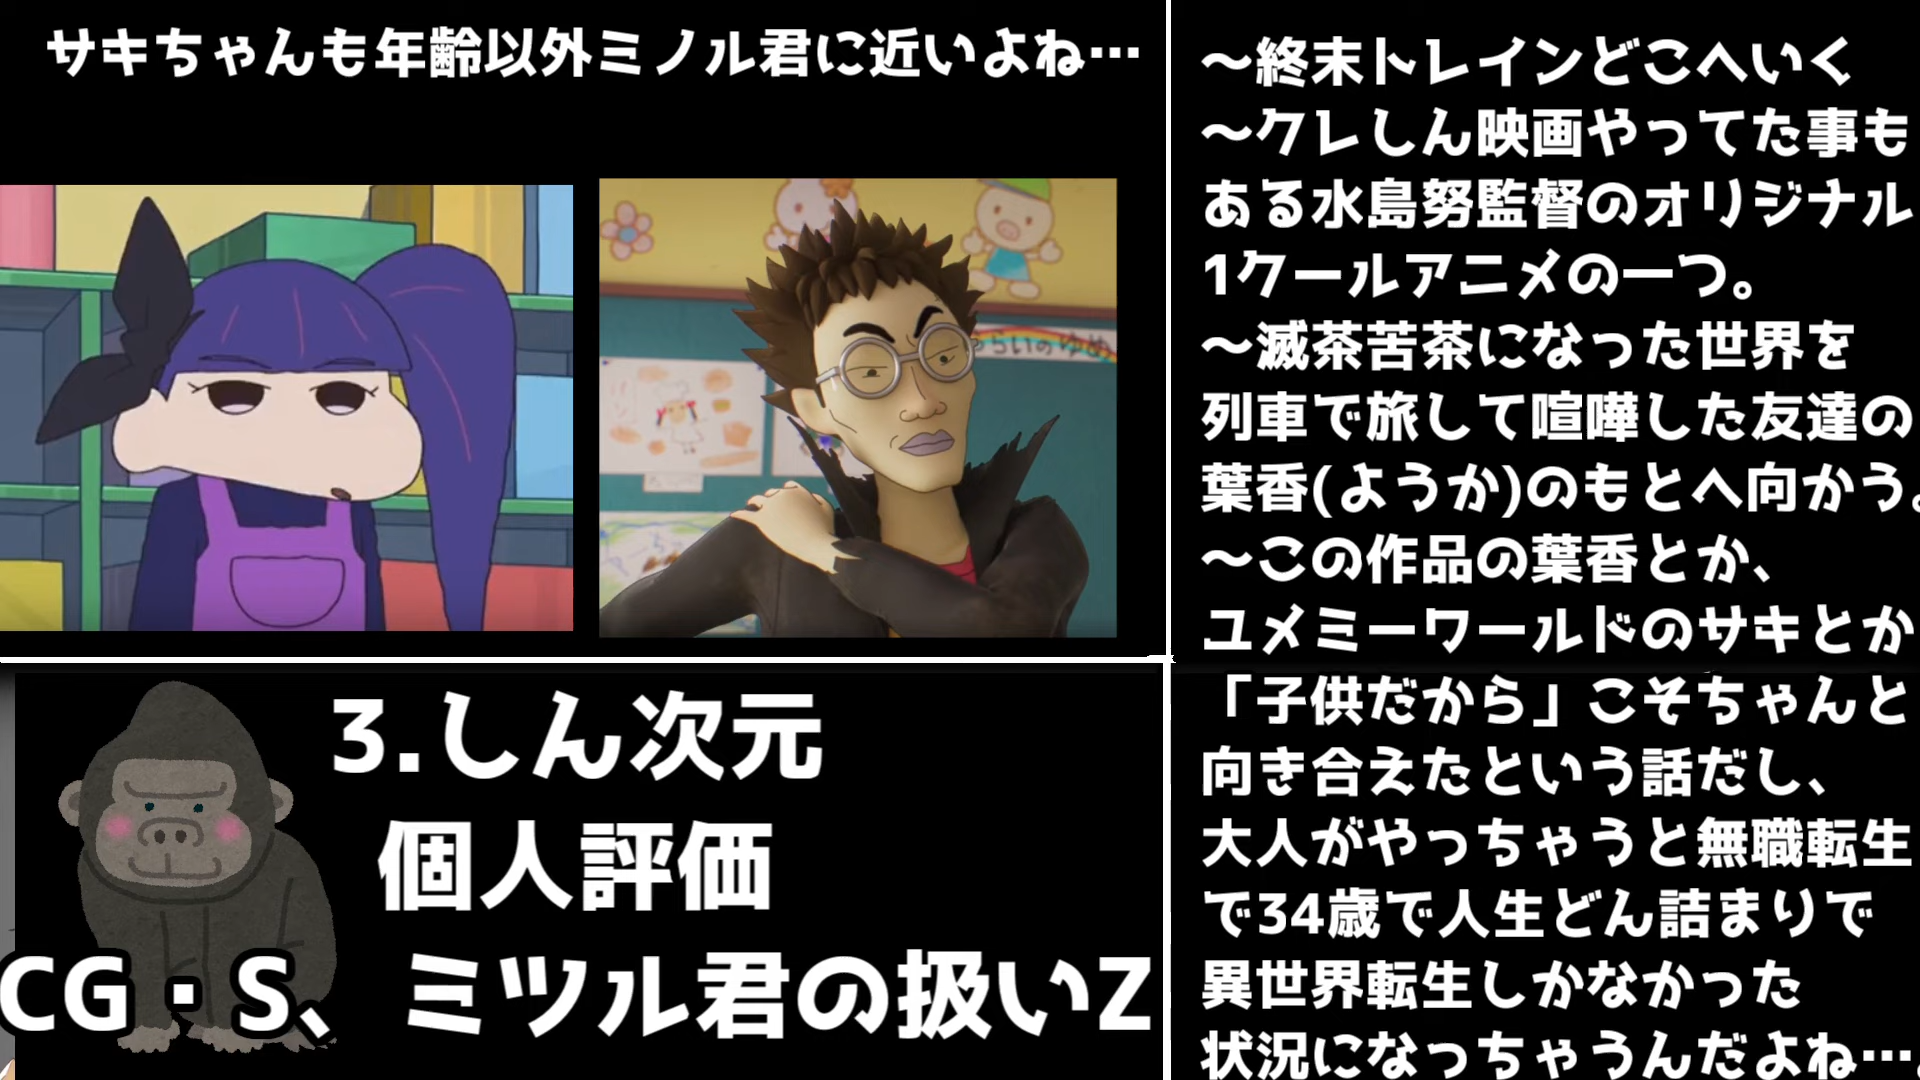 サキちゃんも年齢以外ミノル君に近いよね…
らいのゆめ
3.しん次元
個人評価
CG・S、ミツル君の扱いZ
～終末トレインどこへいく
～クレしん映画やってた事も
ある水島努監督のオリジナル
1クールアニメの一つ。
～滅茶苦茶になった世界を
列車で旅して喧嘩した友達の
葉香(ようか)のもとへ向かう。
～この作品の葉香とか、
ユメミーワールドのサキとか
「子供だから」こそちゃんと
向き合えたという話だし、
大人がやっちゃうと無職転生
で34歳で人生どん詰まりで
異世界転生しかなかった
状況になっちゃうんだよね…。